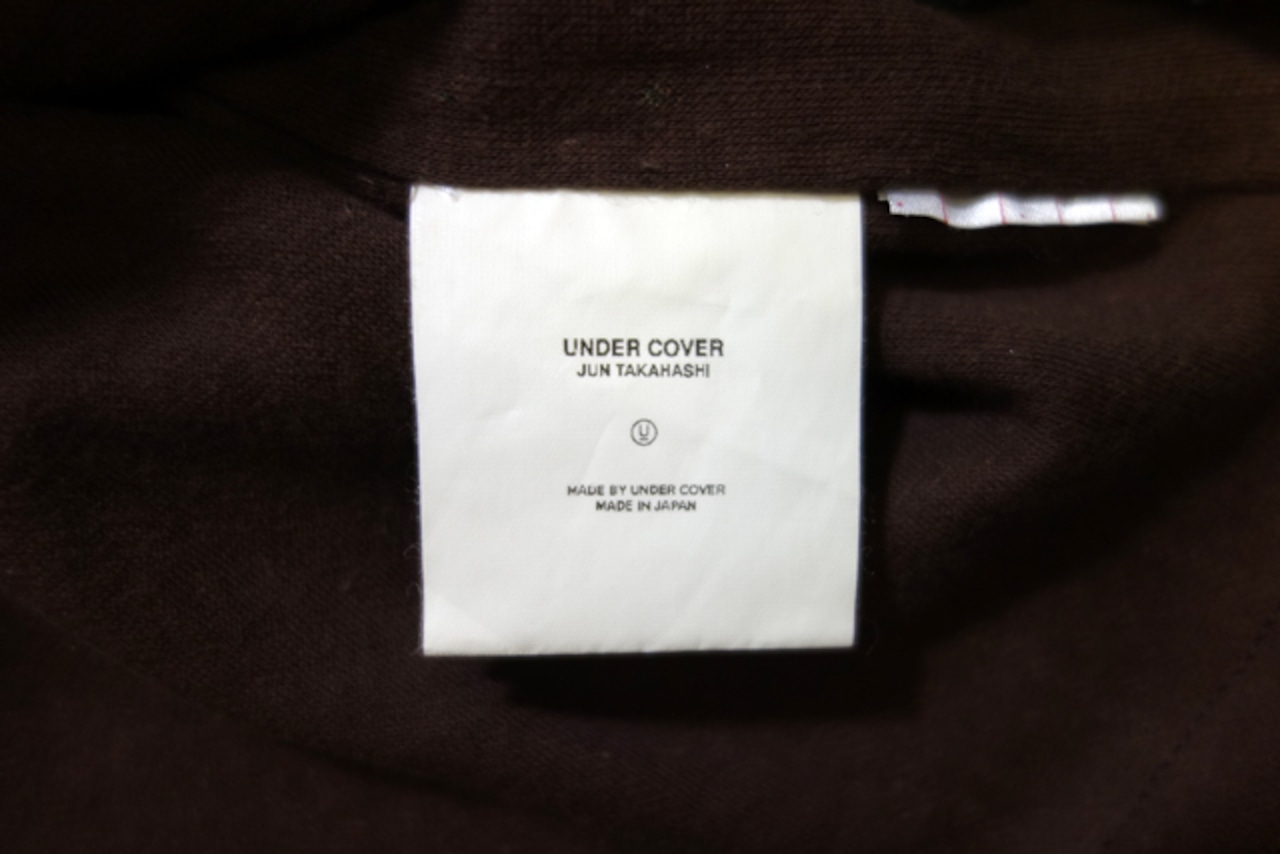 UNDER COVER
JUN TAKAHASHI
U
MADE BY UNDER COVER
MADE IN JAPAN